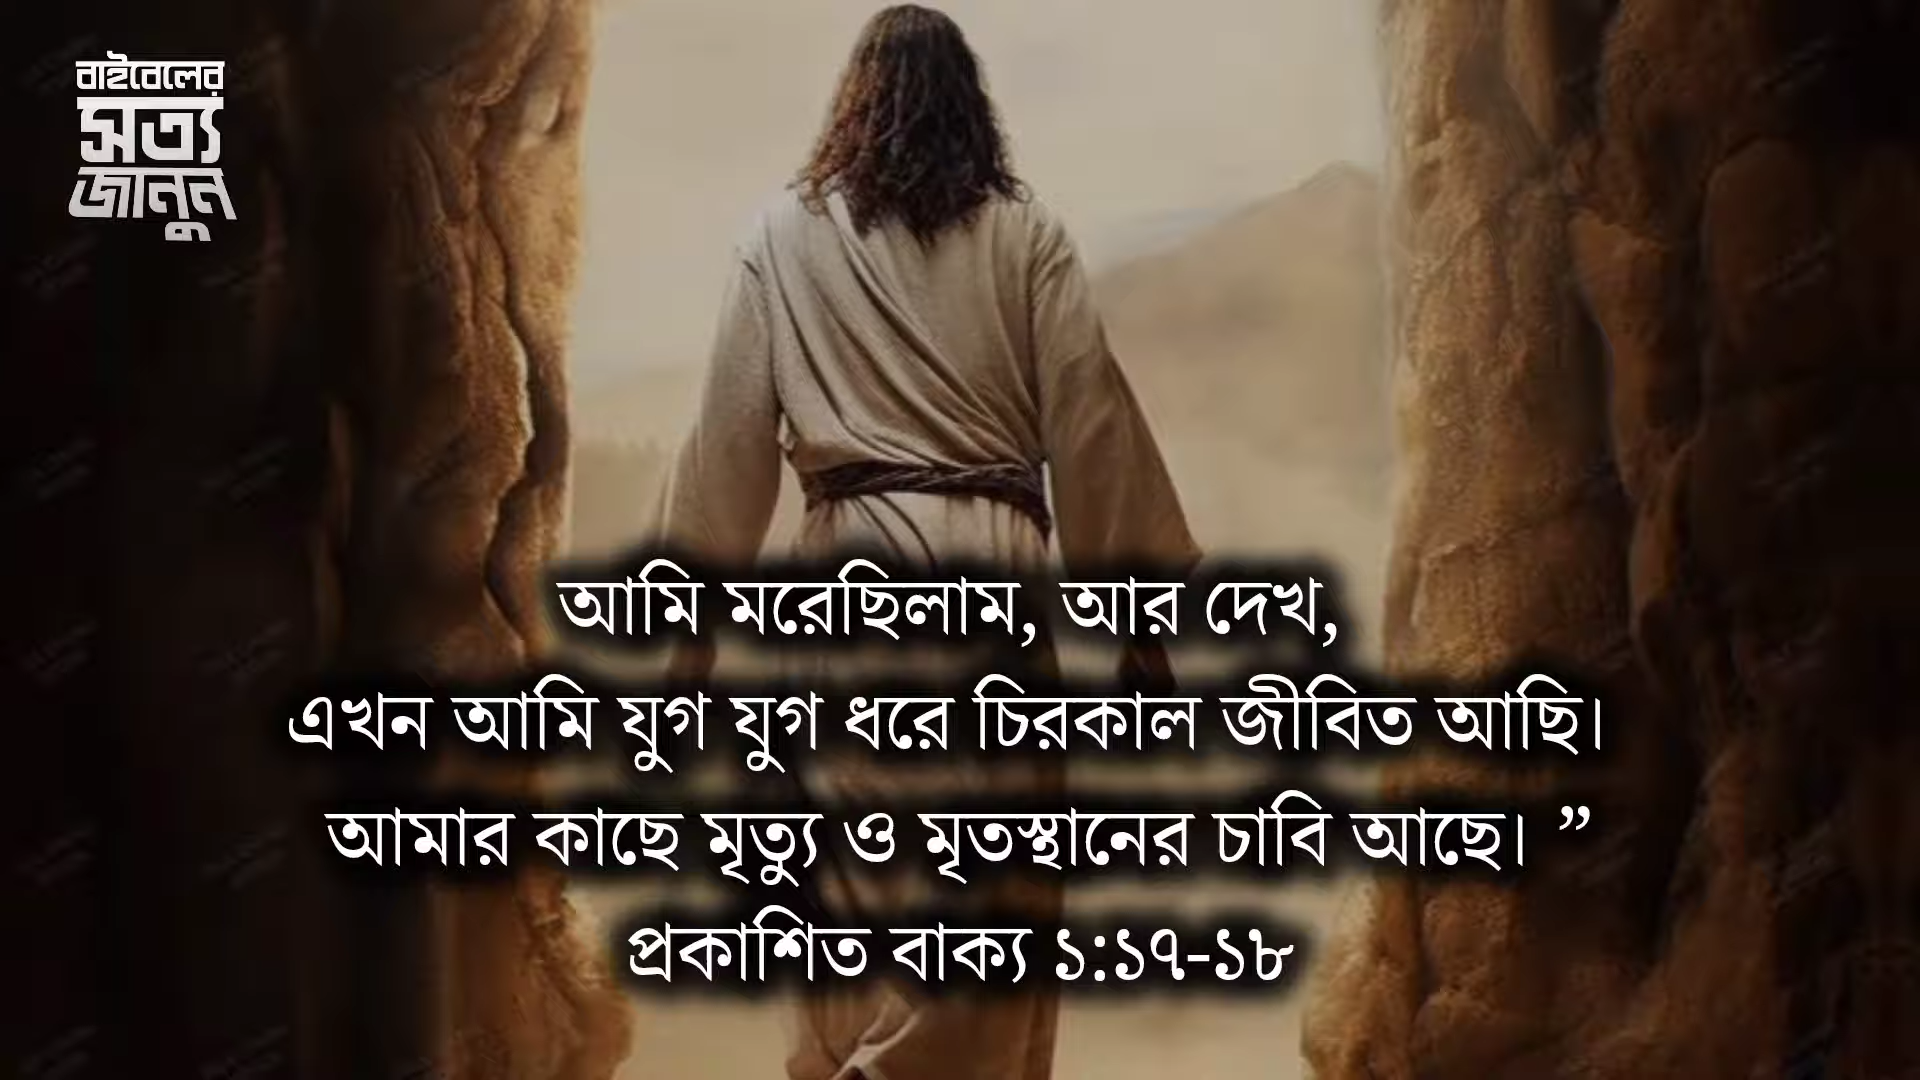 বাইবেলের
সত্য
জানুন
আমি মরেছিলাম, আর দেখ,
এখন আমি যুগ যুগ ধরে চিরকাল জীবিত আছি।
আমার কাছে মৃত্যু ও মৃতস্থানের চাবি আছে। ”
প্রকাশিত বাক্য ১:১৭-১৮